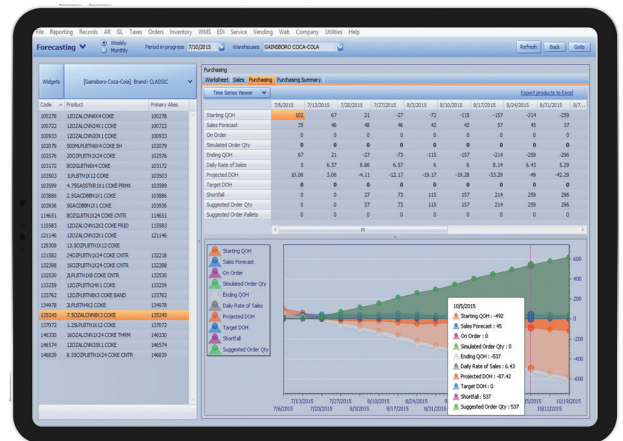 File Reporting Records AR GL Taxes Orders Inventory WMS EDI Service Vending Web Company Utilities Help
Forecasting Weekly Monthly Period-in-progress 7/10/2015 Warehouses GAINSBORO COCA-COLA Refresh Back Goto
Widgets [Gainsboro Coca-Cola] Brand: CLASSIC
Code Product Primary Alias
100278 12OZALCNN6X4 COKE 100278
100722 12OZALCNN24X1 COKE 100722
100933 12OZALCNN20X1 COKE 100933
102079 500MLPLBTN6X4 COKE SH 102079
102576 20OZPLBTN1X24 COKE 102576
103172 8OZGLBTN6X4 COKE 103172
103503 1LPLBTN1X12 COKE 103503
103599 4.75GASSTKR1X1 COKE PRMX 103599
103886 2.5GACDBBN1X1 COKE 103886
103936 5GACDBBN1X1 COKE 103936
114651 8OZGLBTN1X24 COKE CNTR 114651
115583 12OZALCNN12X2 COKE FRID 115583
121146 12OZALCNN32X1 COKE 121146
129308 13.5OZPLBTN1X12 COKE
131582 24OZPLBTN1X24 COKE CNTR 132218
132398 16OZPLBTN1X24 COKE CNTR 132398
132530 2LPLBTN1X8 COKE CNTR 132530
133259 12OZPLBTN24X1 COKE 133259
133762 12OZPLBTN8X3 COKE BAND 133762
134978 2LPLBTN4X2 COKE 134978
135245 7.5OZALCNN8X3 COKE 135245
137072 1.25LPLBTN1X12 COKE 137072
146330 16OZALCNN1X24 COKE THRM 146330
146574 12OZALCNN35X1 COKE 146574
146839 8.55OZPLBTN1X24 COKE CNTR 146839
Purchasing
Worksheet Sales Purchasing Purchasing Summary
Time Series Viewer Export products to Excel
7/6/2015 7/13/2015 7/20/2015 7/27/2015 8/3/2015 8/10/2015 8/17/2015 8/24/2015 8/31/2015 9/7...
Starting QOH 102 67 21 -27 -73 -115 -157 -214 -259
Sales Forecast 35 46 48 46 42 42 57 45 37
On Order 0 0 0 0 0 0 0 0 0
Simulated Order Qty 0 0 0 0 0 0 0 0 0
Ending QOH 67 21 -27 -73 -115 -157 -214 -259 -296
Daily Rate of Sales 5 6.57 6.86 6.57 6 6 8.14 6.43 5.29
Projected DOH 10.06 3.06 -4.11 -12.17 -19.17 -19.28 -33.29 -49 -42.29
Target DOH 0 0 0 0 0 0 0 0 0
Shortfall 0 0 27 73 115 157 214 259 296
Suggested Order Qty 0 0 27 73 115 157 214 259 296
Suggested Order Pallets 0 0 0 0 0 0 0 0 0
Starting QOH
Sales Forecast
On Order
Simulated Order Qty
Ending QOH
Daily Rate of Sales
Projected DOH
Target DOH
Shortfall
Suggested Order Qty
600
400
200
0
-200
-400
-600
10/5/2015
Starting QOH : -492
Sales Forecast : 45
On Order : 0
Simulated Order Qty : 0
Ending QOH : -537
Daily Rate of Sales : 6.43
Projected DOH : -87.42
Target DOH : 0
Shortfall : 537
Suggested Order Qty : 537
7/13/2015 7/27/2015 8/10/2015 8/24/2015 10/5/2015 10/19/2015
7/6/2015 7/20/2015 8/3/2015 8/17/2015 8/31/2015 10/12/2015